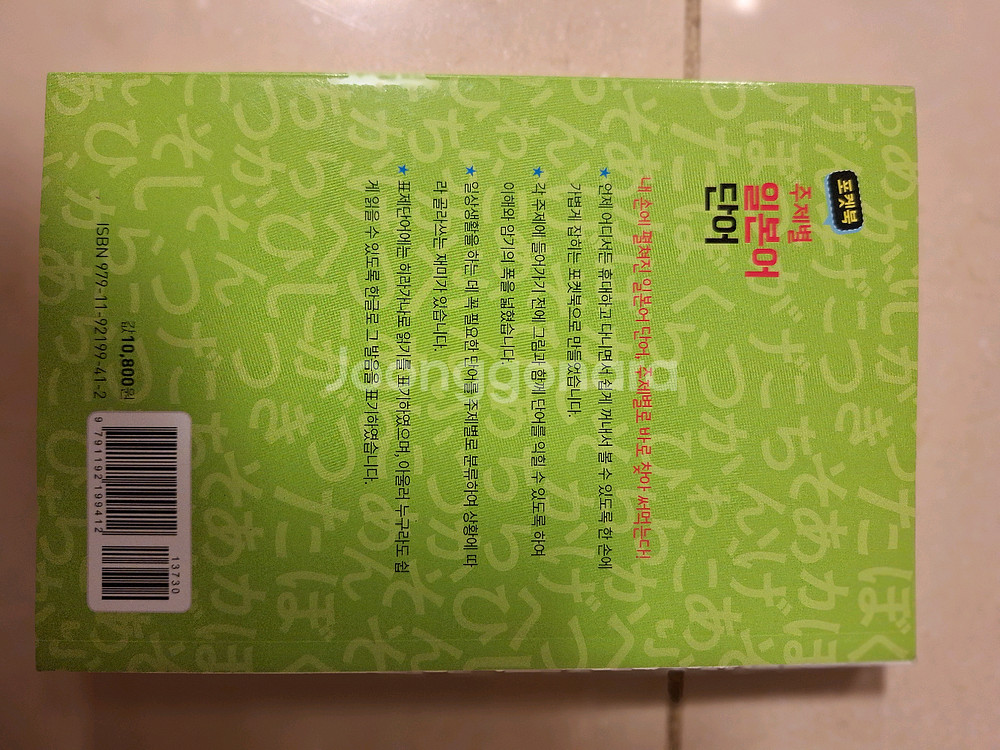 포켓북
주제별
일본어
단어
내 손에 펼쳐진 일본어 단어, 주제별로 바로 찾아 써먹는다!
★ 언제 어디서든 휴대하고 다니면서 쉽게 꺼내서 볼 수 있도록 한 손에
가볍게 잡히는 포켓북으로 만들었습니다.
★ 각 주제에 들어가기 전에 그림과 함께 단어를 익힐 수 있도록 하여
이해와 암기의 폭을 넓혔습니다.
★ 일상생활을 하는 데 꼭 필요한 단어를 주제별로 분류하여 상황에 따
라 골라쓰는 재미가 있습니다.
★ 표제단어에는 히라가나로 읽기를 표기하였으며, 아울러 누구라도 쉽
게 읽을 수 있도록 한글로 그 발음을 표기하였습니다.
값 10,800원
ISBN 979-11-92199-41-2
9 791192 199412
13730
Joonggonara